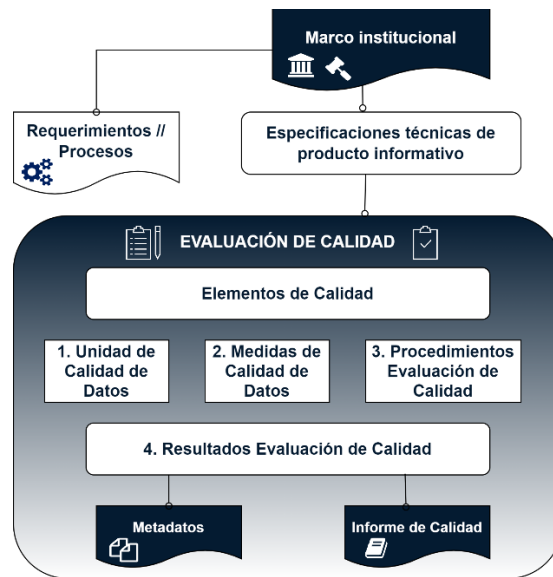 Marco institucional
Requerimientos //
Procesos
Especificaciones técnicas de
producto informativo
EVALUACIÓN DE CALIDAD
Elementos de Calidad
1. Unidad de
Calidad de
Datos
2. Medidas de
Calidad de
Datos
3. Procedimientos
Evaluación de
Calidad
4. Resultados Evaluación de Calidad
Metadatos
Informe de Calidad